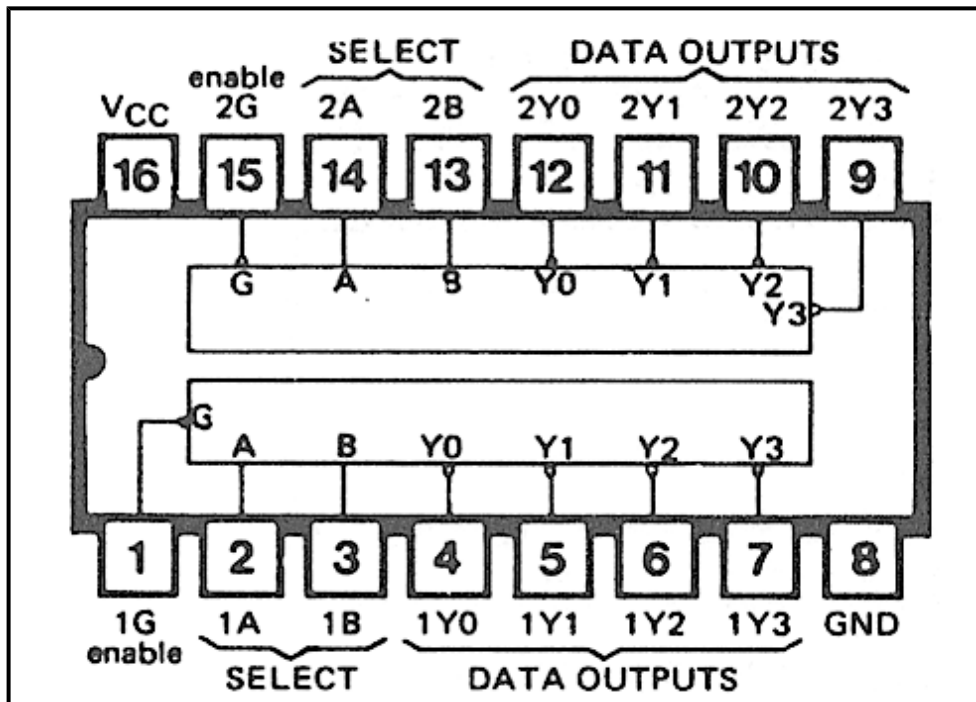 SELECT DATA OUTPUTS
enable
VCC 2G 2A 2B 2Y0 2Y1 2Y2 2Y3
16 15 14 13 12 11 10 9
G A B Y0 Y1 Y2
Y3
G
A B Y0 Y1 Y2 Y3
1 2 3 4 5 6 7 8
1G 1A 1B 1Y0 1Y1 1Y2 1Y3 GND
enable
SELECT DATA OUTPUTS